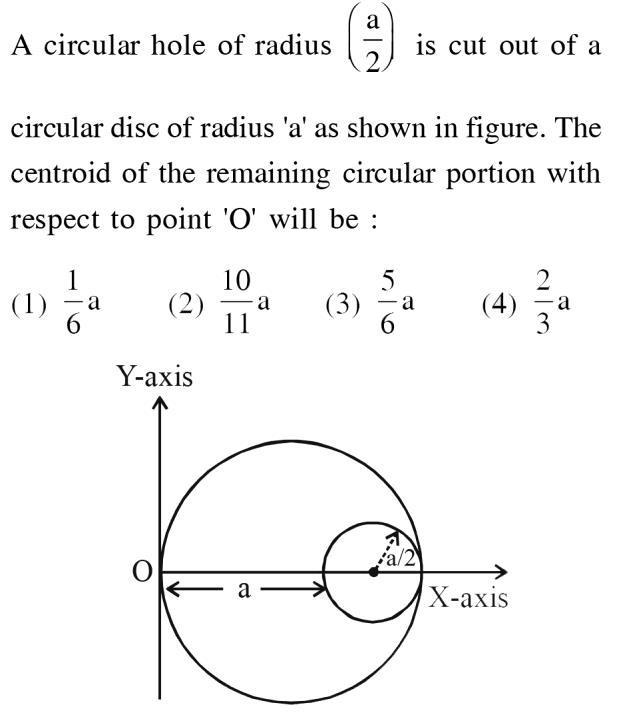 A circular hole of radius (a/2) is cut out of a
circular disc of radius 'a' as shown in figure. The
centroid of the remaining circular portion with
respect to point 'O' will be :
(1) 1/6 a (2) 10/11 a (3) 5/6 a (4) 2/3 a
Y-axis
a/2
O
a
X-axis